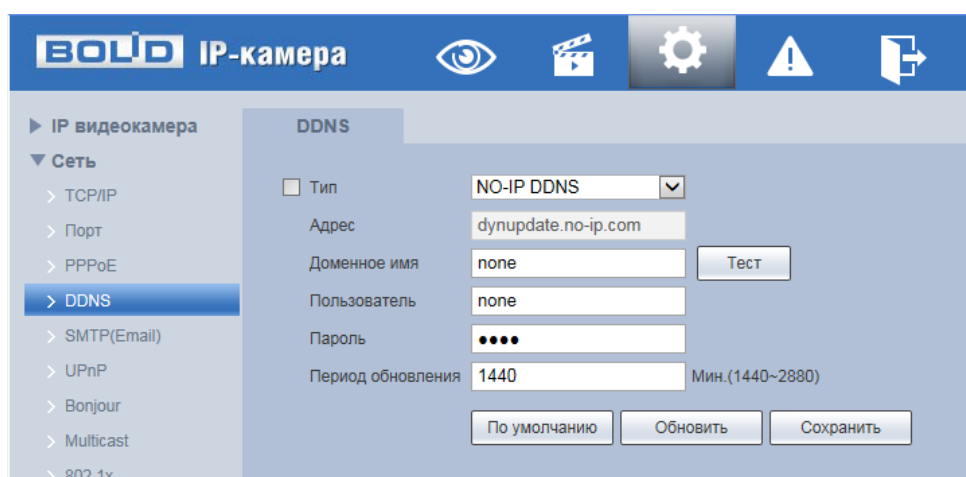 BOLID IP-камера
IP видеокамера
Сеть
TCP/IP
Порт
PPPoE
DDNS
SMTP(Email)
UPnP
Bonjour
Multicast
802.1x
DDNS
Тип NO-IP DDNS
Адрес dynupdate.no-ip.com
Доменное имя none Тест
Пользователь none
Пароль ●●●●
Период обновления 1440 Мин.(1440~2880)
По умолчанию Обновить Сохранить